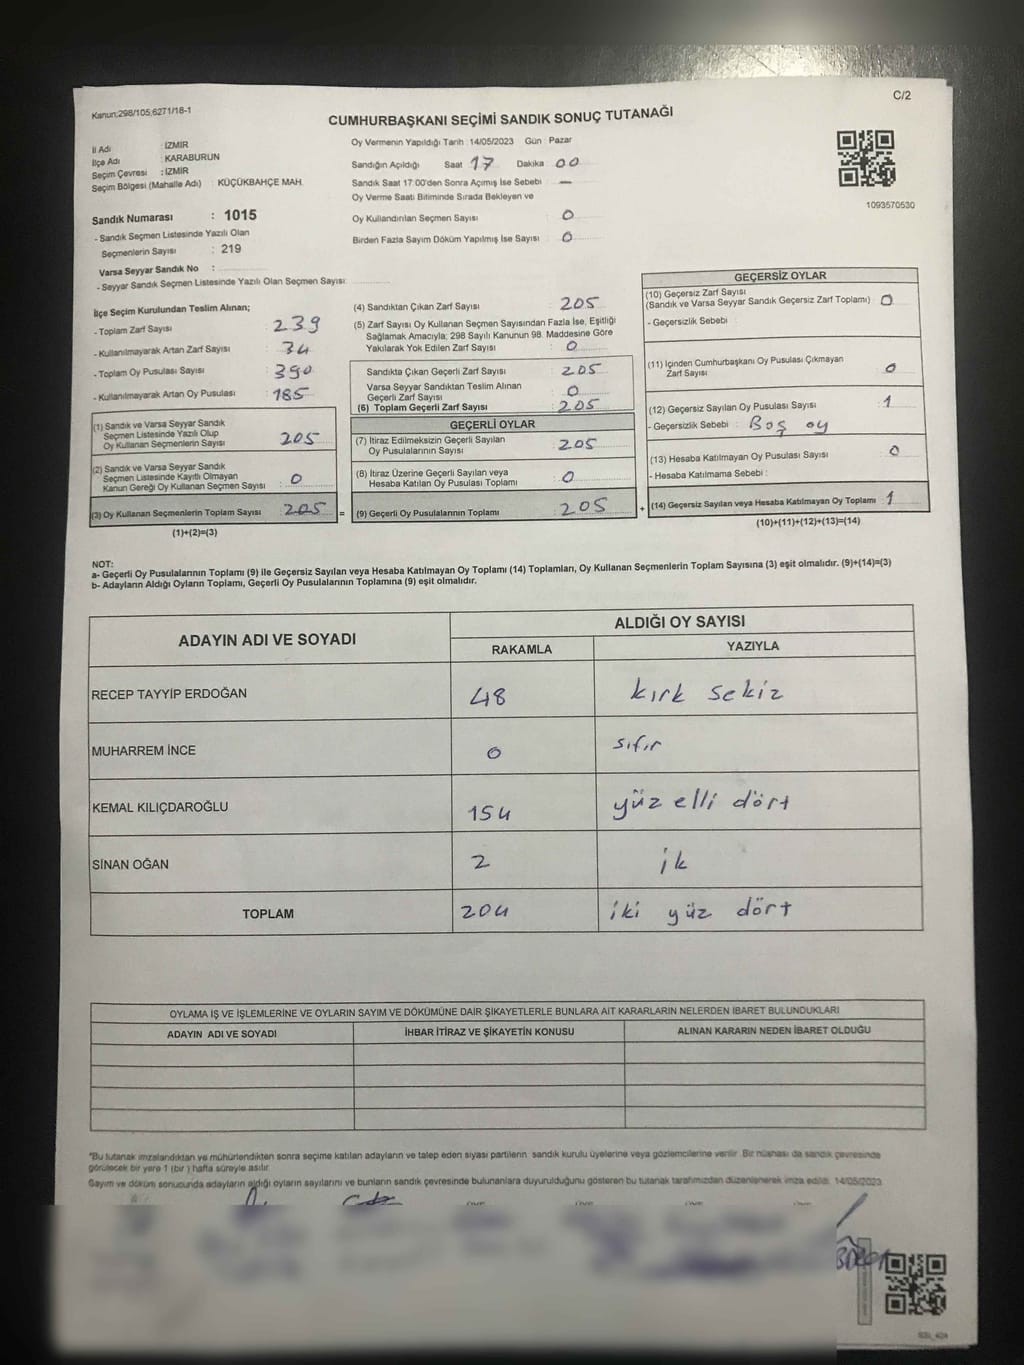 C/2
Kanun;298/105,6271/18-1
CUMHURBAŞKANI SEÇİMİ SANDIK SONUÇ TUTANAĞI
İl Adı : İZMİR
İlçe Adı : KARABURUN
Seçim Çevresi : İZMİR
Seçim Bölgesi (Mahalle Adı) : KÜÇÜKBAHÇE MAH.
Sandık Numarası : 1015
- Sandık Seçmen Listesinde Yazılı Olan
Seçmenlerin Sayısı : 219
Varsa Seyyar Sandık No :
- Seyyar Sandık Seçmen Listesinde Yazılı Olan Seçmen Sayısı:
Oy Vermenin Yapıldığı Tarih : 14/05/2023 Gün : Pazar
Sandığın Açıldığı Saat 17 Dakika 00
Sandık Saat 17:00'den Sonra Açımış İse Sebebi : —
Oy Verme Saati Bitiminde Sırada Bekleyen ve
Oy Kullandırılan Seçmen Sayısı : 0
Birden Fazla Sayım Döküm Yapılmış İse Sayısı : 0
1093570530
İlçe Seçim Kurulundan Teslim Alınan;
- Toplam Zarf Sayısı : 239
- Kullanılmayarak Artan Zarf Sayısı : 34
- Toplam Oy Pusulası Sayısı : 390
- Kullanılmayarak Artan Oy Pusulası : 185
(1) Sandık ve Varsa Seyyar Sandık
Seçmen Listesinde Yazılı Olup
Oy Kullanan Seçmenlerin Sayısı : 205
(2) Sandık ve Varsa Seyyar Sandık
Seçmen Listesinde Kayıtlı Olmayan
Kanun Gereği Oy Kullanan Seçmen Sayısı : 0
(3) Oy Kullanan Seçmenlerin Toplam Sayısı : 205 =
(1)+(2)=(3)
(4) Sandıktan Çıkan Zarf Sayısı : 205
(5) Zarf Sayısı Oy Kullanan Seçmen Sayısından Fazla İse, Eşitliği
Sağlamak Amacıyla; 298 Sayılı Kanunun 98. Maddesine Göre
Yakılarak Yok Edilen Zarf Sayısı : 0
Sandıkta Çıkan Geçerli Zarf Sayısı : 205
Varsa Seyyar Sandıktan Teslim Alınan
Geçerli Zarf Sayısı : 0
(6) Toplam Geçerli Zarf Sayısı : 205
GEÇERLİ OYLAR
(7) İtiraz Edilmeksizin Geçerli Sayılan
Oy Pusulalarının Sayısı : 205
(8) İtiraz Üzerine Geçerli Sayılan veya
Hesaba Katılan Oy Pusulası Toplamı : 0
(9) Geçerli Oy Pusulalarının Toplamı : 205 +
GEÇERSİZ OYLAR
(10) Geçersiz Zarf Sayısı
(Sandık ve Varsa Seyyar Sandık Geçersiz Zarf Toplamı) : 0
- Geçersizlik Sebebi :
(11) İçinden Cumhurbaşkanı Oy Pusulası Çıkmayan
Zarf Sayısı : 0
(12) Geçersiz Sayılan Oy Pusulası Sayısı : 1
- Geçersizlik Sebebi : Boş oy
(13) Hesaba Katılmayan Oy Pusulası Sayısı : 0
- Hesaba Katılmama Sebebi :
(14) Geçersiz Sayılan veya Hesaba Katılmayan Oy Toplamı : 1
(10)+(11)+(12)+(13)=(14)
NOT:
a- Geçerli Oy Pusulalarının Toplamı (9) ile Geçersiz Sayılan veya Hesaba Katılmayan Oy Toplamı (14) Toplamları, Oy Kullanan Seçmenlerin Toplam Sayısına (3) eşit olmalıdır. (9)+(14)=(3)
b- Adayların Aldığı Oyların Toplamı, Geçerli Oy Pusulalarının Toplamına (9) eşit olmalıdır.
ADAYIN ADI VE SOYADI
ALDIĞI OY SAYISI
RAKAMLA YAZIYLA
RECEP TAYYİP ERDOĞAN 48 kırk sekiz
MUHARREM İNCE 0 sıfır
KEMAL KILIÇDAROĞLU 154 yüz elli dört
SİNAN OĞAN 2 ik
TOPLAM 204 iki yüz dört
OYLAMA İŞ VE İŞLEMLERİNE VE OYLARIN SAYIM VE DÖKÜMÜNE DAİR ŞİKAYETLERLE BUNLARA AİT KARARLARIN NELERDEN İBARET BULUNDUKLARI
ADAYIN ADI VE SOYADI İHBAR İTİRAZ VE ŞİKAYETİN KONUSU ALINAN KARARIN NEDEN İBARET OLDUĞU
*Bu tutanak imzalandıktan ve mühürlendikten sonra seçime katılan adayların ve talep eden siyasi partilerin sandık kurulu üyelerine veya gözlemcilerine verilir. Bir nüshası da sandık çevresinde
görülecek bir yere 1 (bir ) hafta süreyle asılır.
Sayım ve döküm sonucunda adayların aldığı oyların sayılarını ve bunların sandık çevresinde bulunanlara duyurulduğunu gösteren bu tutanak tarafımızdan düzenlenerek imza edildi. 14/05/2023